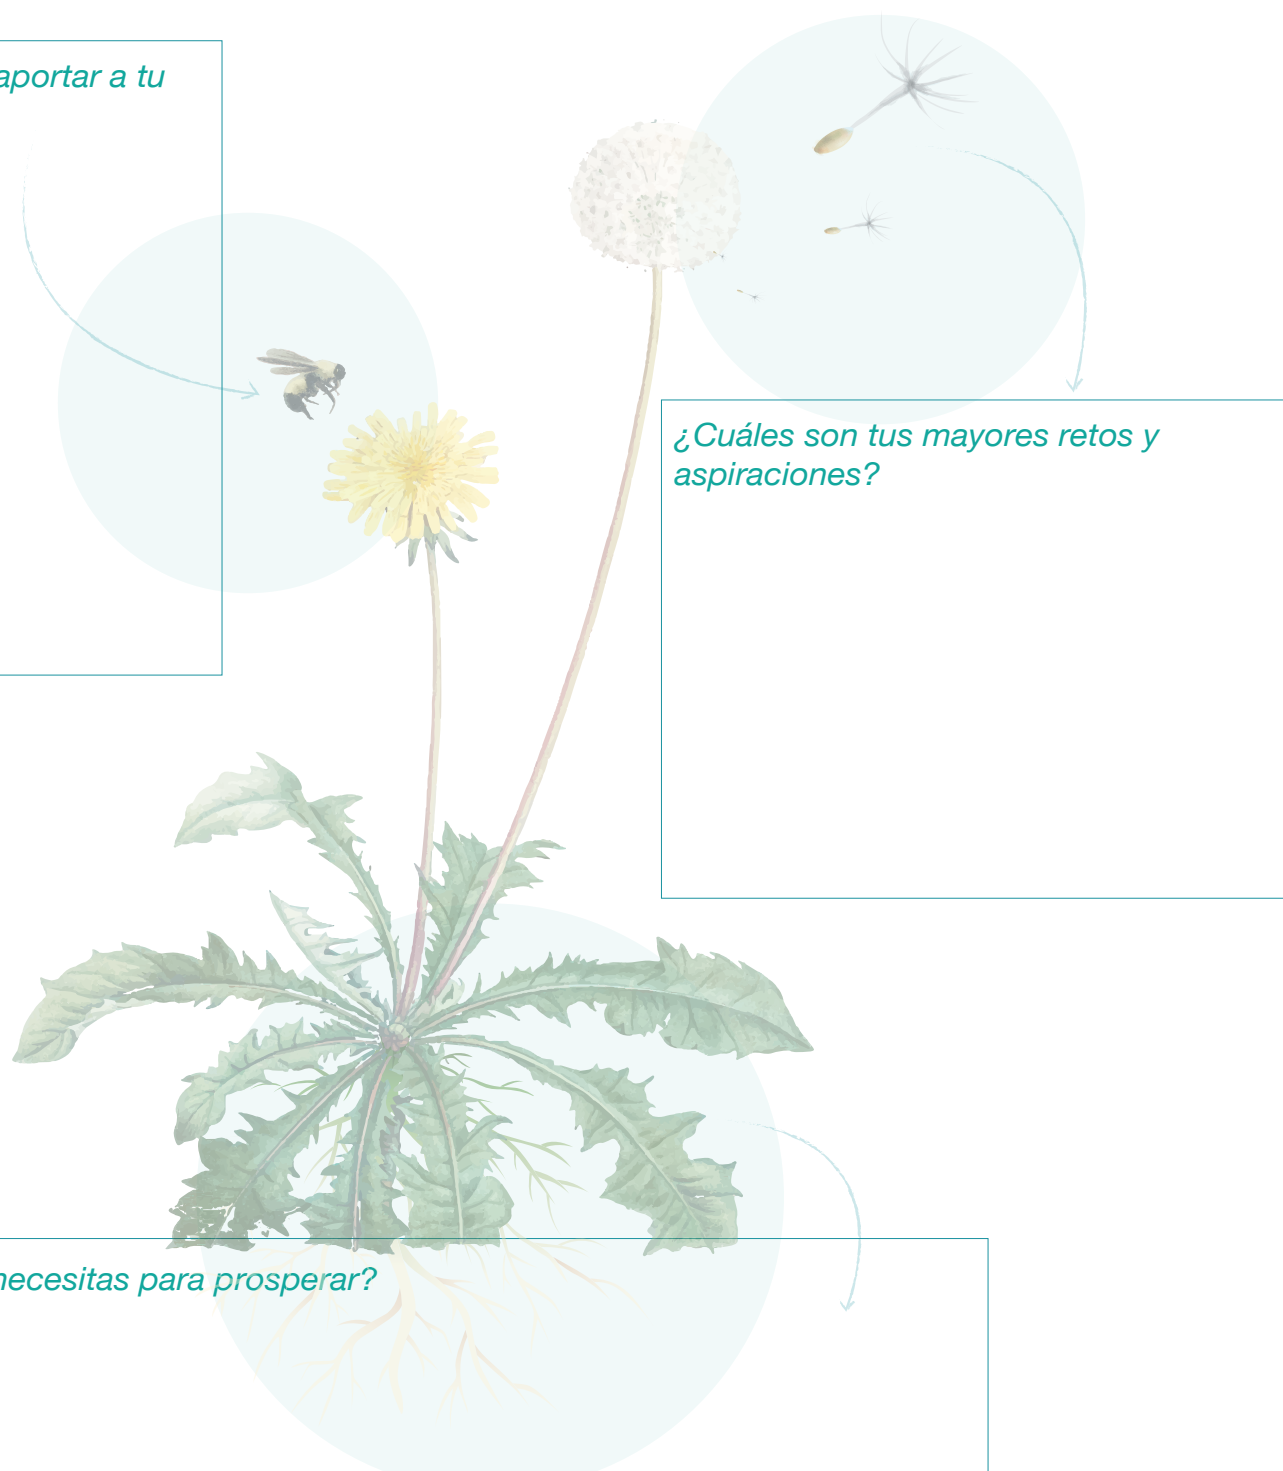 aportar a tu
¿Cuáles son tus mayores retos y
aspiraciones?
necesitas para prosperar?